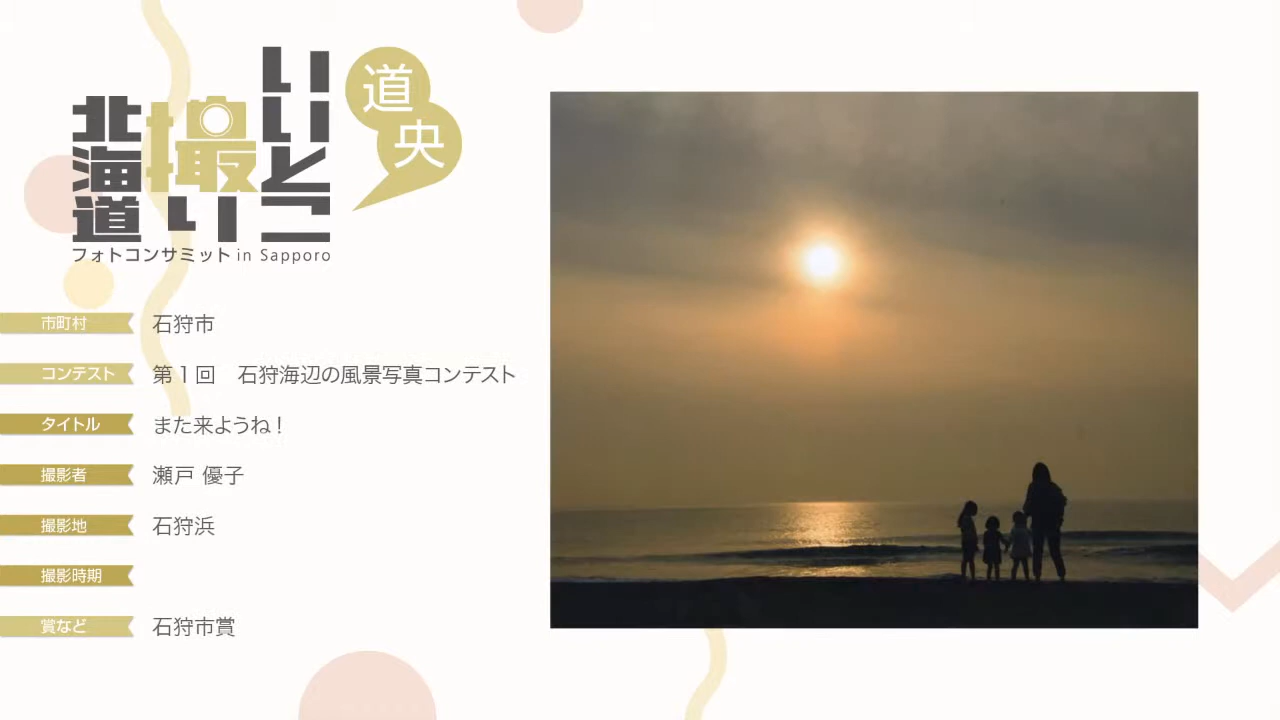 北海道撮りいいとこ
道央
フォトコンサミット in Sapporo
市町村 石狩市
コンテスト 第1回 石狩海辺の風景写真コンテスト
タイトル また来ようね!
撮影者 瀬戸 優子
撮影地 石狩浜
撮影時期
賞など 石狩市賞